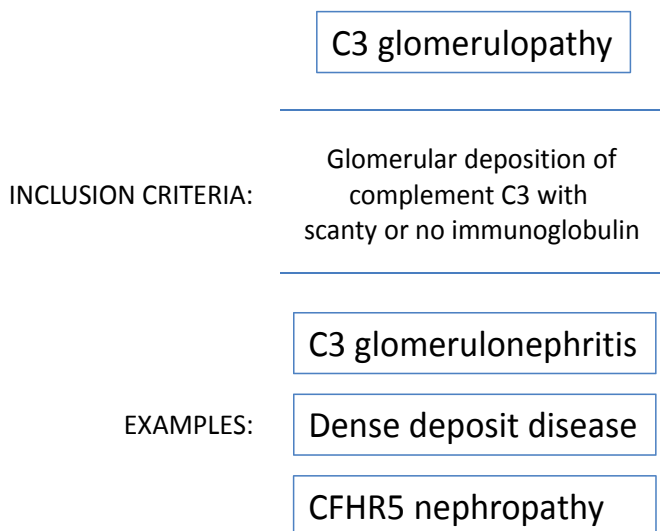 C3 glomerulopathy
INCLUSION CRITERIA:
Glomerular deposition of
complement C3 with
scanty or no immunoglobulin
EXAMPLES:
C3 glomerulonephritis
Dense deposit disease
CFHR5 nephropathy